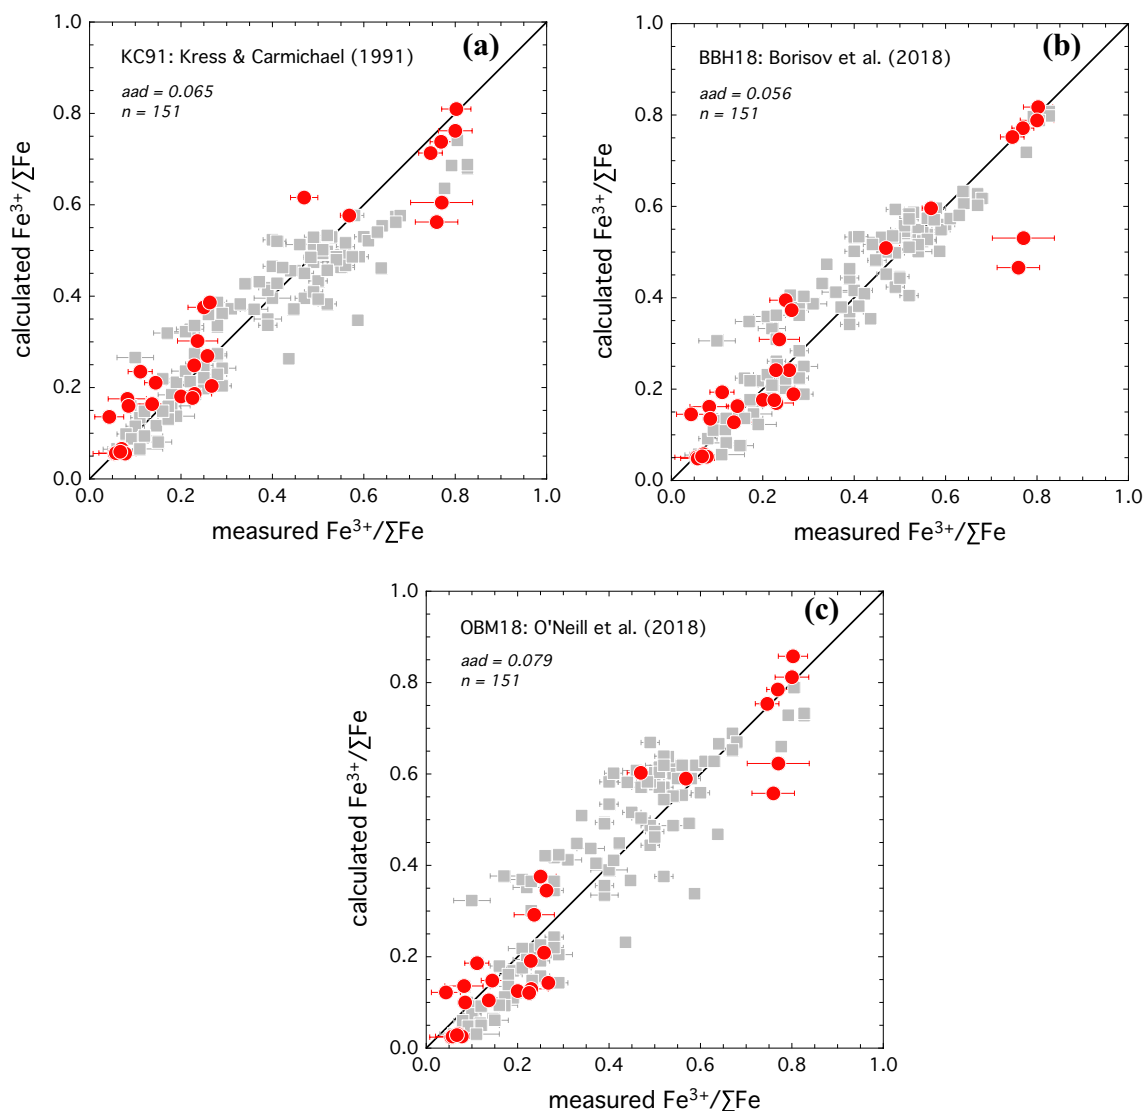 (a)
KC91: Kress & Carmichael (1991)
aad = 0.065
n = 151
1.0
0.8
0.6
0.4
0.2
0.0
calculated Fe³⁺/∑Fe
0.0 0.2 0.4 0.6 0.8 1.0
measured Fe³⁺/∑Fe
(b)
BBH18: Borisov et al. (2018)
aad = 0.056
n = 151
1.0
0.8
0.6
0.4
0.2
0.0
calculated Fe³⁺/∑Fe
0.0 0.2 0.4 0.6 0.8 1.0
measured Fe³⁺/∑Fe
(c)
OBM18: O'Neill et al. (2018)
aad = 0.079
n = 151
1.0
0.8
0.6
0.4
0.2
0.0
calculated Fe³⁺/∑Fe
0.0 0.2 0.4 0.6 0.8 1.0
measured Fe³⁺/∑Fe